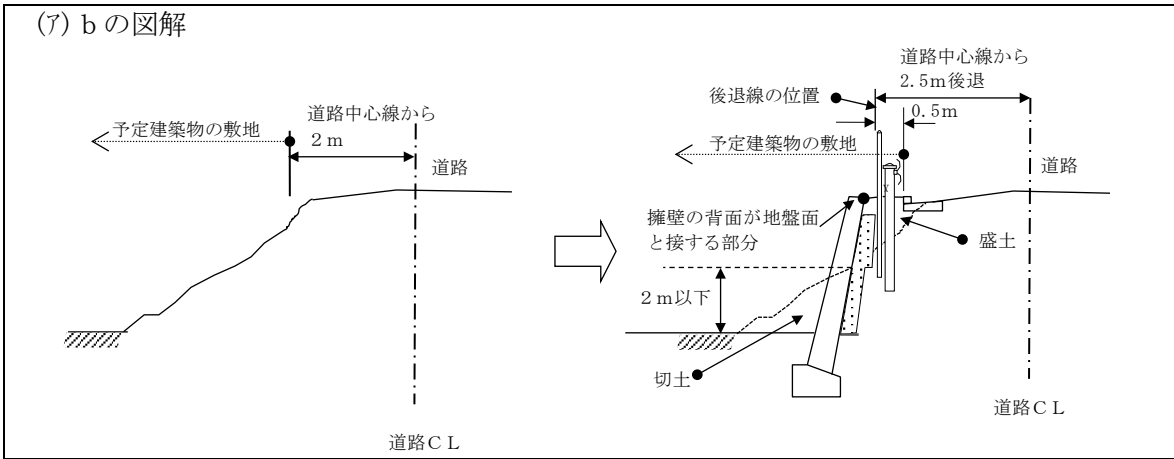 (ア) bの図解
道路中心線から
2m
予定建築物の敷地
道路
道路CL
道路中心線から
2.5m後退
後退線の位置
0.5m
予定建築物の敷地
道路
擁壁の背面が地盤面
と接する部分
盛土
2m以下
切土
道路CL